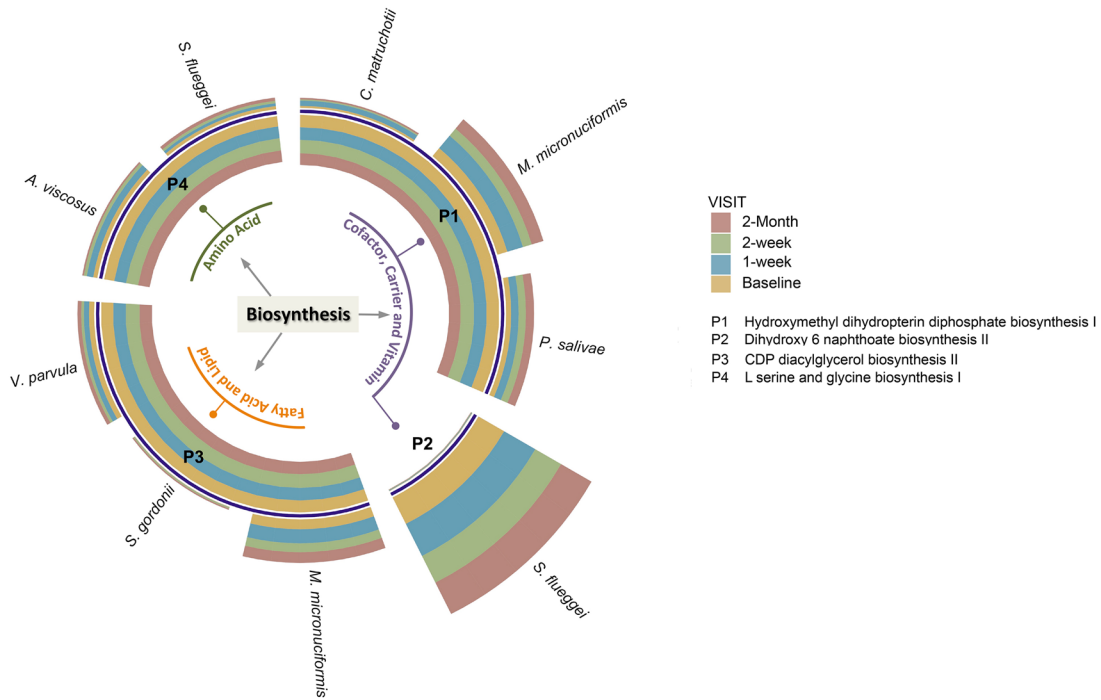 S. flueggei
C. matruchotii
M. micronuciformis
A. viscosus
P4
P1
Amino Acid
Cofactor, Carrier and Vitamin
Biosynthesis
P. salivae
V. parvula
Fatty Acid and Lipid
P2
P3
S. gordonii
S. flueggei
M. micronuciformis
VISIT
2-Month
2-week
1-week
Baseline
P1 Hydroxymethyl dihydropterin diphosphate biosynthesis I
P2 Dihydroxy 6 naphthoate biosynthesis II
P3 CDP diacylglycerol biosynthesis II
P4 L serine and glycine biosynthesis I